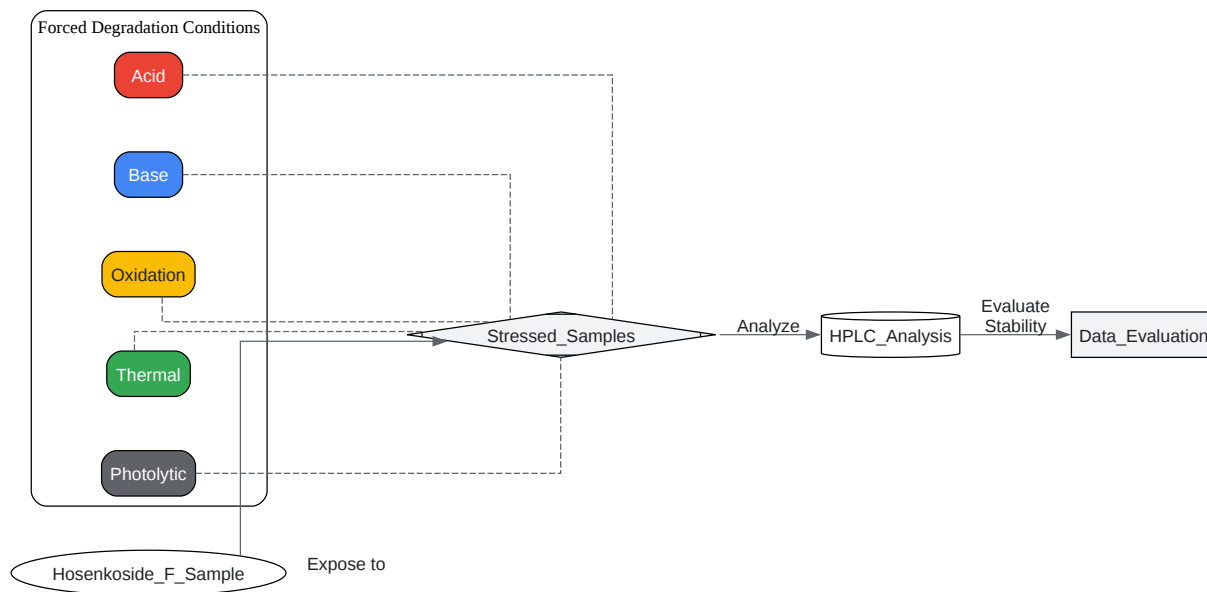 Forced Degradation Conditions
Acid
Base
Oxidation
Thermal
Photolytic
Hosenkoside_F_Sample
Expose to
Stressed_Samples
Analyze
HPLC_Analysis
Evaluate
Stability
Data_Evaluation